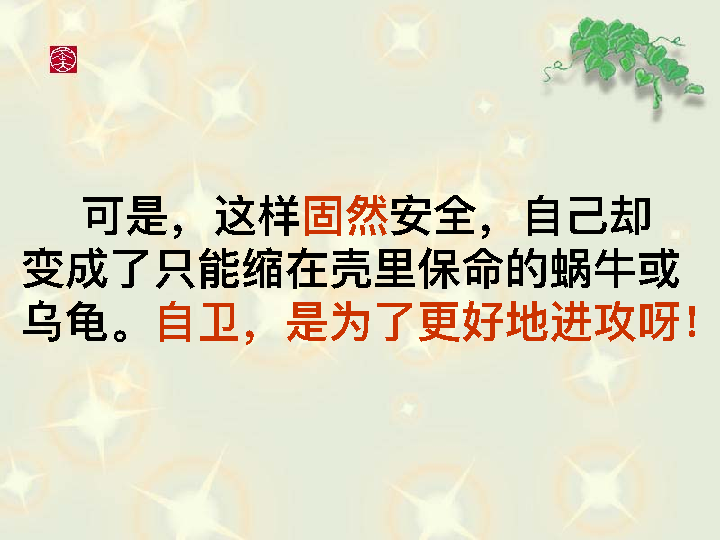 可是，这样固然安全，自己却
变成了只能缩在壳里保命的蜗牛或
乌龟。自卫，是为了更好地进攻呀！